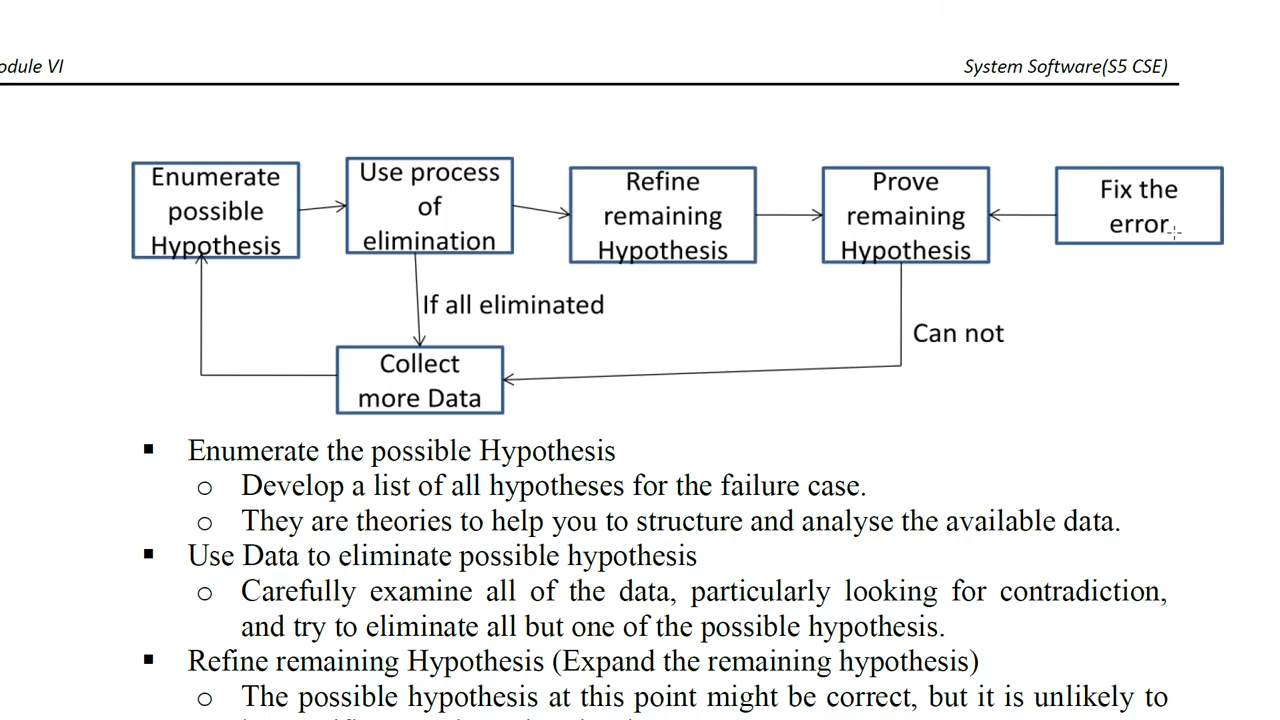 odule VI
System Software(S5 CSE)
Enumerate
possible
Hypothesis
Use process
of
elimination
Refine
remaining
Hypothesis
Prove
remaining
Hypothesis
Fix the
error
If all eliminated
Can not
Collect
more Data
▪ Enumerate the possible Hypothesis
o Develop a list of all hypotheses for the failure case.
o They are theories to help you to structure and analyse the available data.
▪ Use Data to eliminate possible hypothesis
o Carefully examine all of the data, particularly looking for contradiction,
and try to eliminate all but one of the possible hypothesis.
▪ Refine remaining Hypothesis (Expand the remaining hypothesis)
o The possible hypothesis at this point might be correct, but it is unlikely to